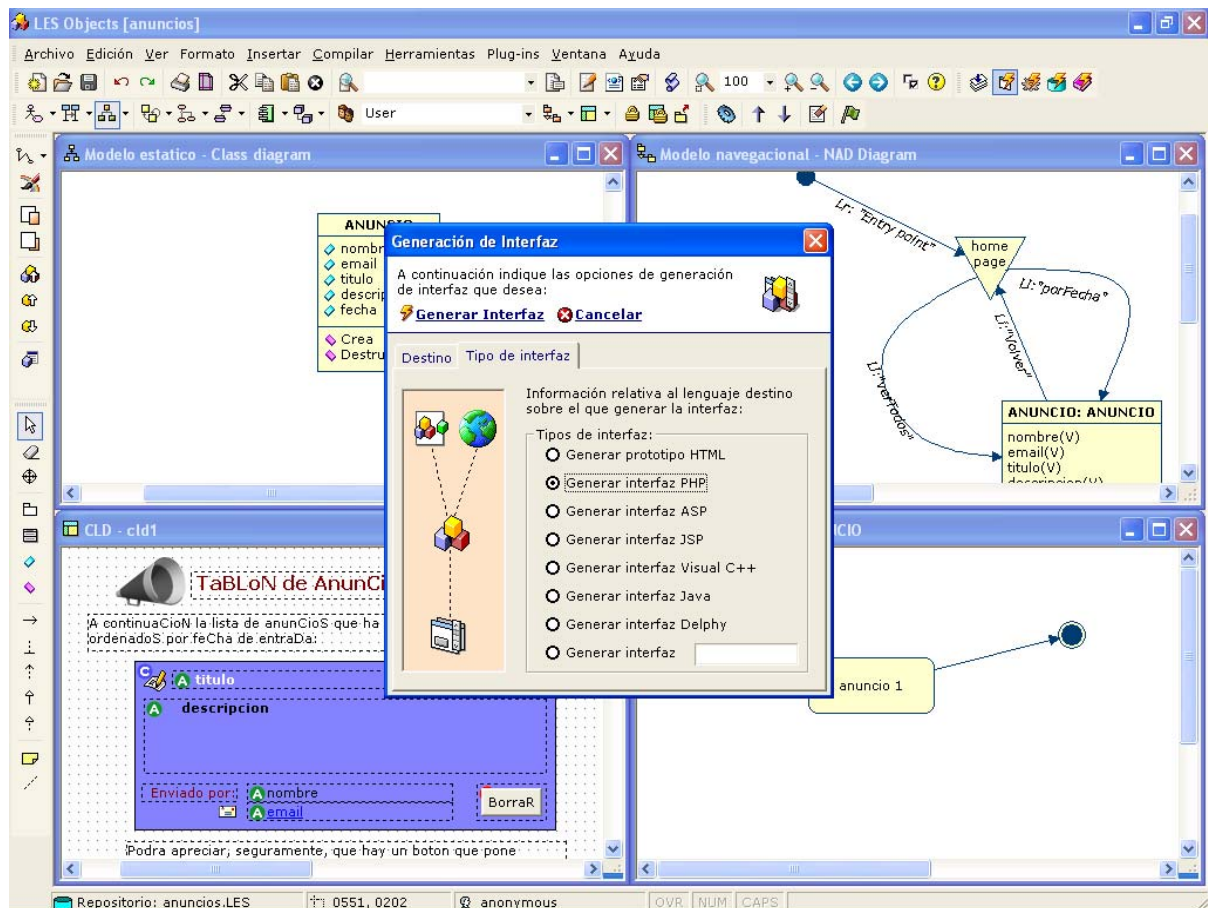 LES Objects [anuncios]
Archivo Edición Ver Formato Insertar Compilar Herramientas Plug-ins Ventana Ayuda
100
User
Modelo estatico - Class diagram
nombr
email
titulo
descrip
fecha
Crea
Destru
Modelo navegacional - NAD Diagram
Lr: "Entry point"
home
page
LI: "porFecha"
LI:"Volver"
LI:"verTodos"
ANUNCIO: ANUNCIO
nombre(V)
email(V)
titulo(V)
Generación de Interfaz
A continuación indique las opciones de generación
de interfaz que desea:
Generar Interfaz Cancelar
Destino Tipo de interfaz
Información relativa al lenguaje destino
sobre el que generar la interfaz:
Tipos de interfaz:
Generar prototipo HTML
Generar interfaz PHP
Generar interfaz ASP
Generar interfaz JSP
Generar interfaz Visual C++
Generar interfaz Java
Generar interfaz Delphy
Generar interfaz
CLD - cld1
TaBLoN de AnunCi
A continuaCioN la lista de anunCioS que ha
ordenadoS por feCha de entraDa:
C
A titulo
A descripcion
Enviado por: A nombre
A email
BorraR
Podra apreciar, seguramente, que hay un boton que pone
CIO
anuncio 1
Repositorio: anuncios.LES 0551, 0202 anonymous OVR NUM CAPS